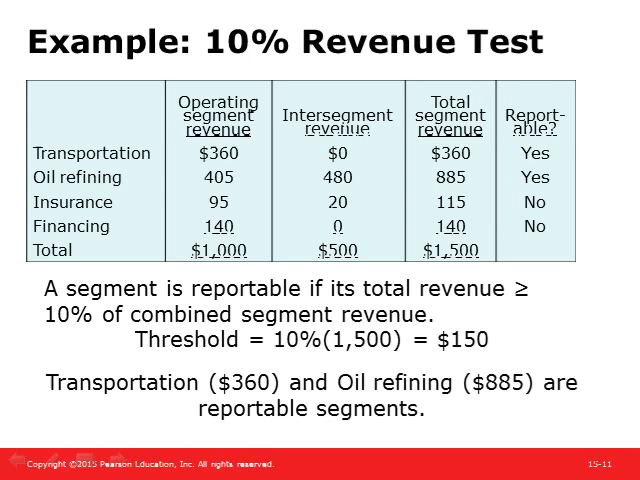 Example: 10% Revenue Test
Operating segment revenue Intersegment revenue Total segment revenue Report-able?
Transportation $360 $0 $360 Yes
Oil refining 405 480 885 Yes
Insurance 95 20 115 No
Financing 140 0 140 No
Total $1,000 $500 $1,500
A segment is reportable if its total revenue ≥
10% of combined segment revenue.
Threshold = 10%(1,500) = $150
Transportation ($360) and Oil refining ($885) are
reportable segments.
Copyright ©2015 Pearson Education, Inc. All rights reserved. 15-11